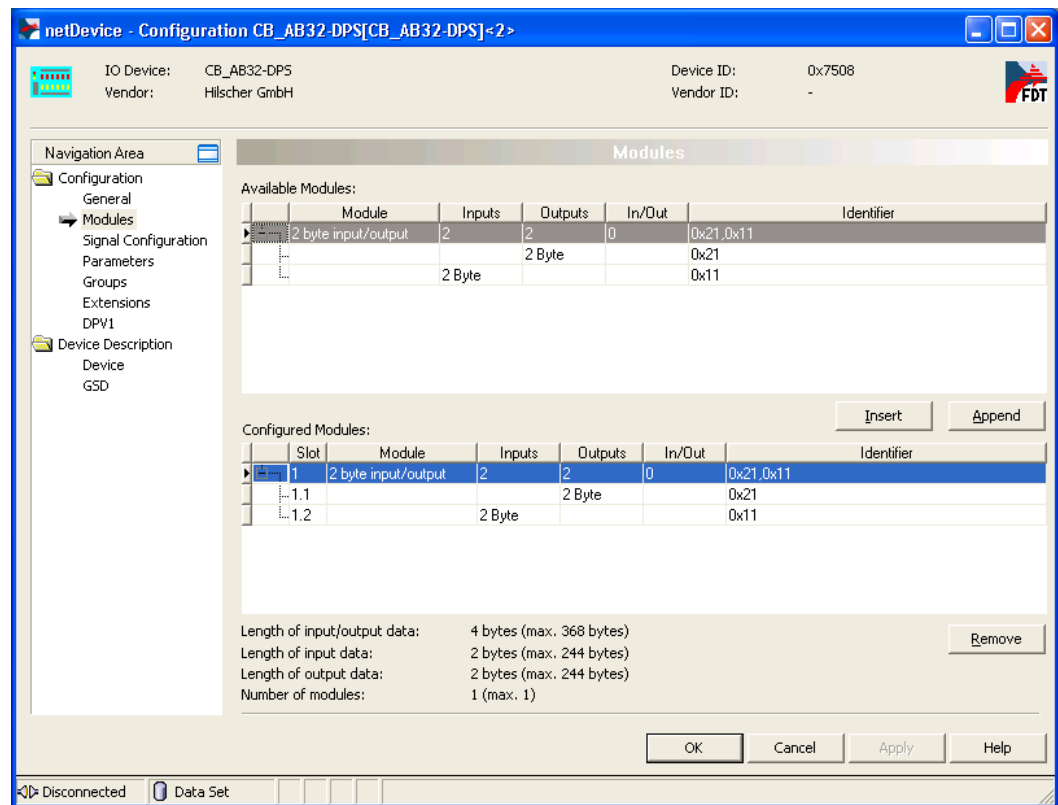 netDevice - Configuration CB_AB32-DPS[CB_AB32-DPS]<2>
IO Device: CB_AB32-DPS Device ID: 0x7508
Vendor: Hilscher GmbH Vendor ID: -
FDT
Navigation Area
Configuration
General
Modules
Signal Configuration
Parameters
Groups
Extensions
DPV1
Device Description
Device
GSD
Modules
Available Modules:
Module Inputs Outputs In/Out Identifier
2 byte input/output 2 2 0 0x21,0x11
2 Byte 0x21
2 Byte 0x11
Insert Append
Configured Modules:
Slot Module Inputs Outputs In/Out Identifier
1 2 byte input/output 2 2 0 0x21,0x11
1.1 2 Byte 0x21
1.2 2 Byte 0x11
Length of input/output data: 4 bytes (max. 368 bytes)
Length of input data: 2 bytes (max. 244 bytes)
Length of output data: 2 bytes (max. 244 bytes)
Number of modules: 1 (max. 1)
Remove
OK Cancel Apply Help
Disconnected Data Set